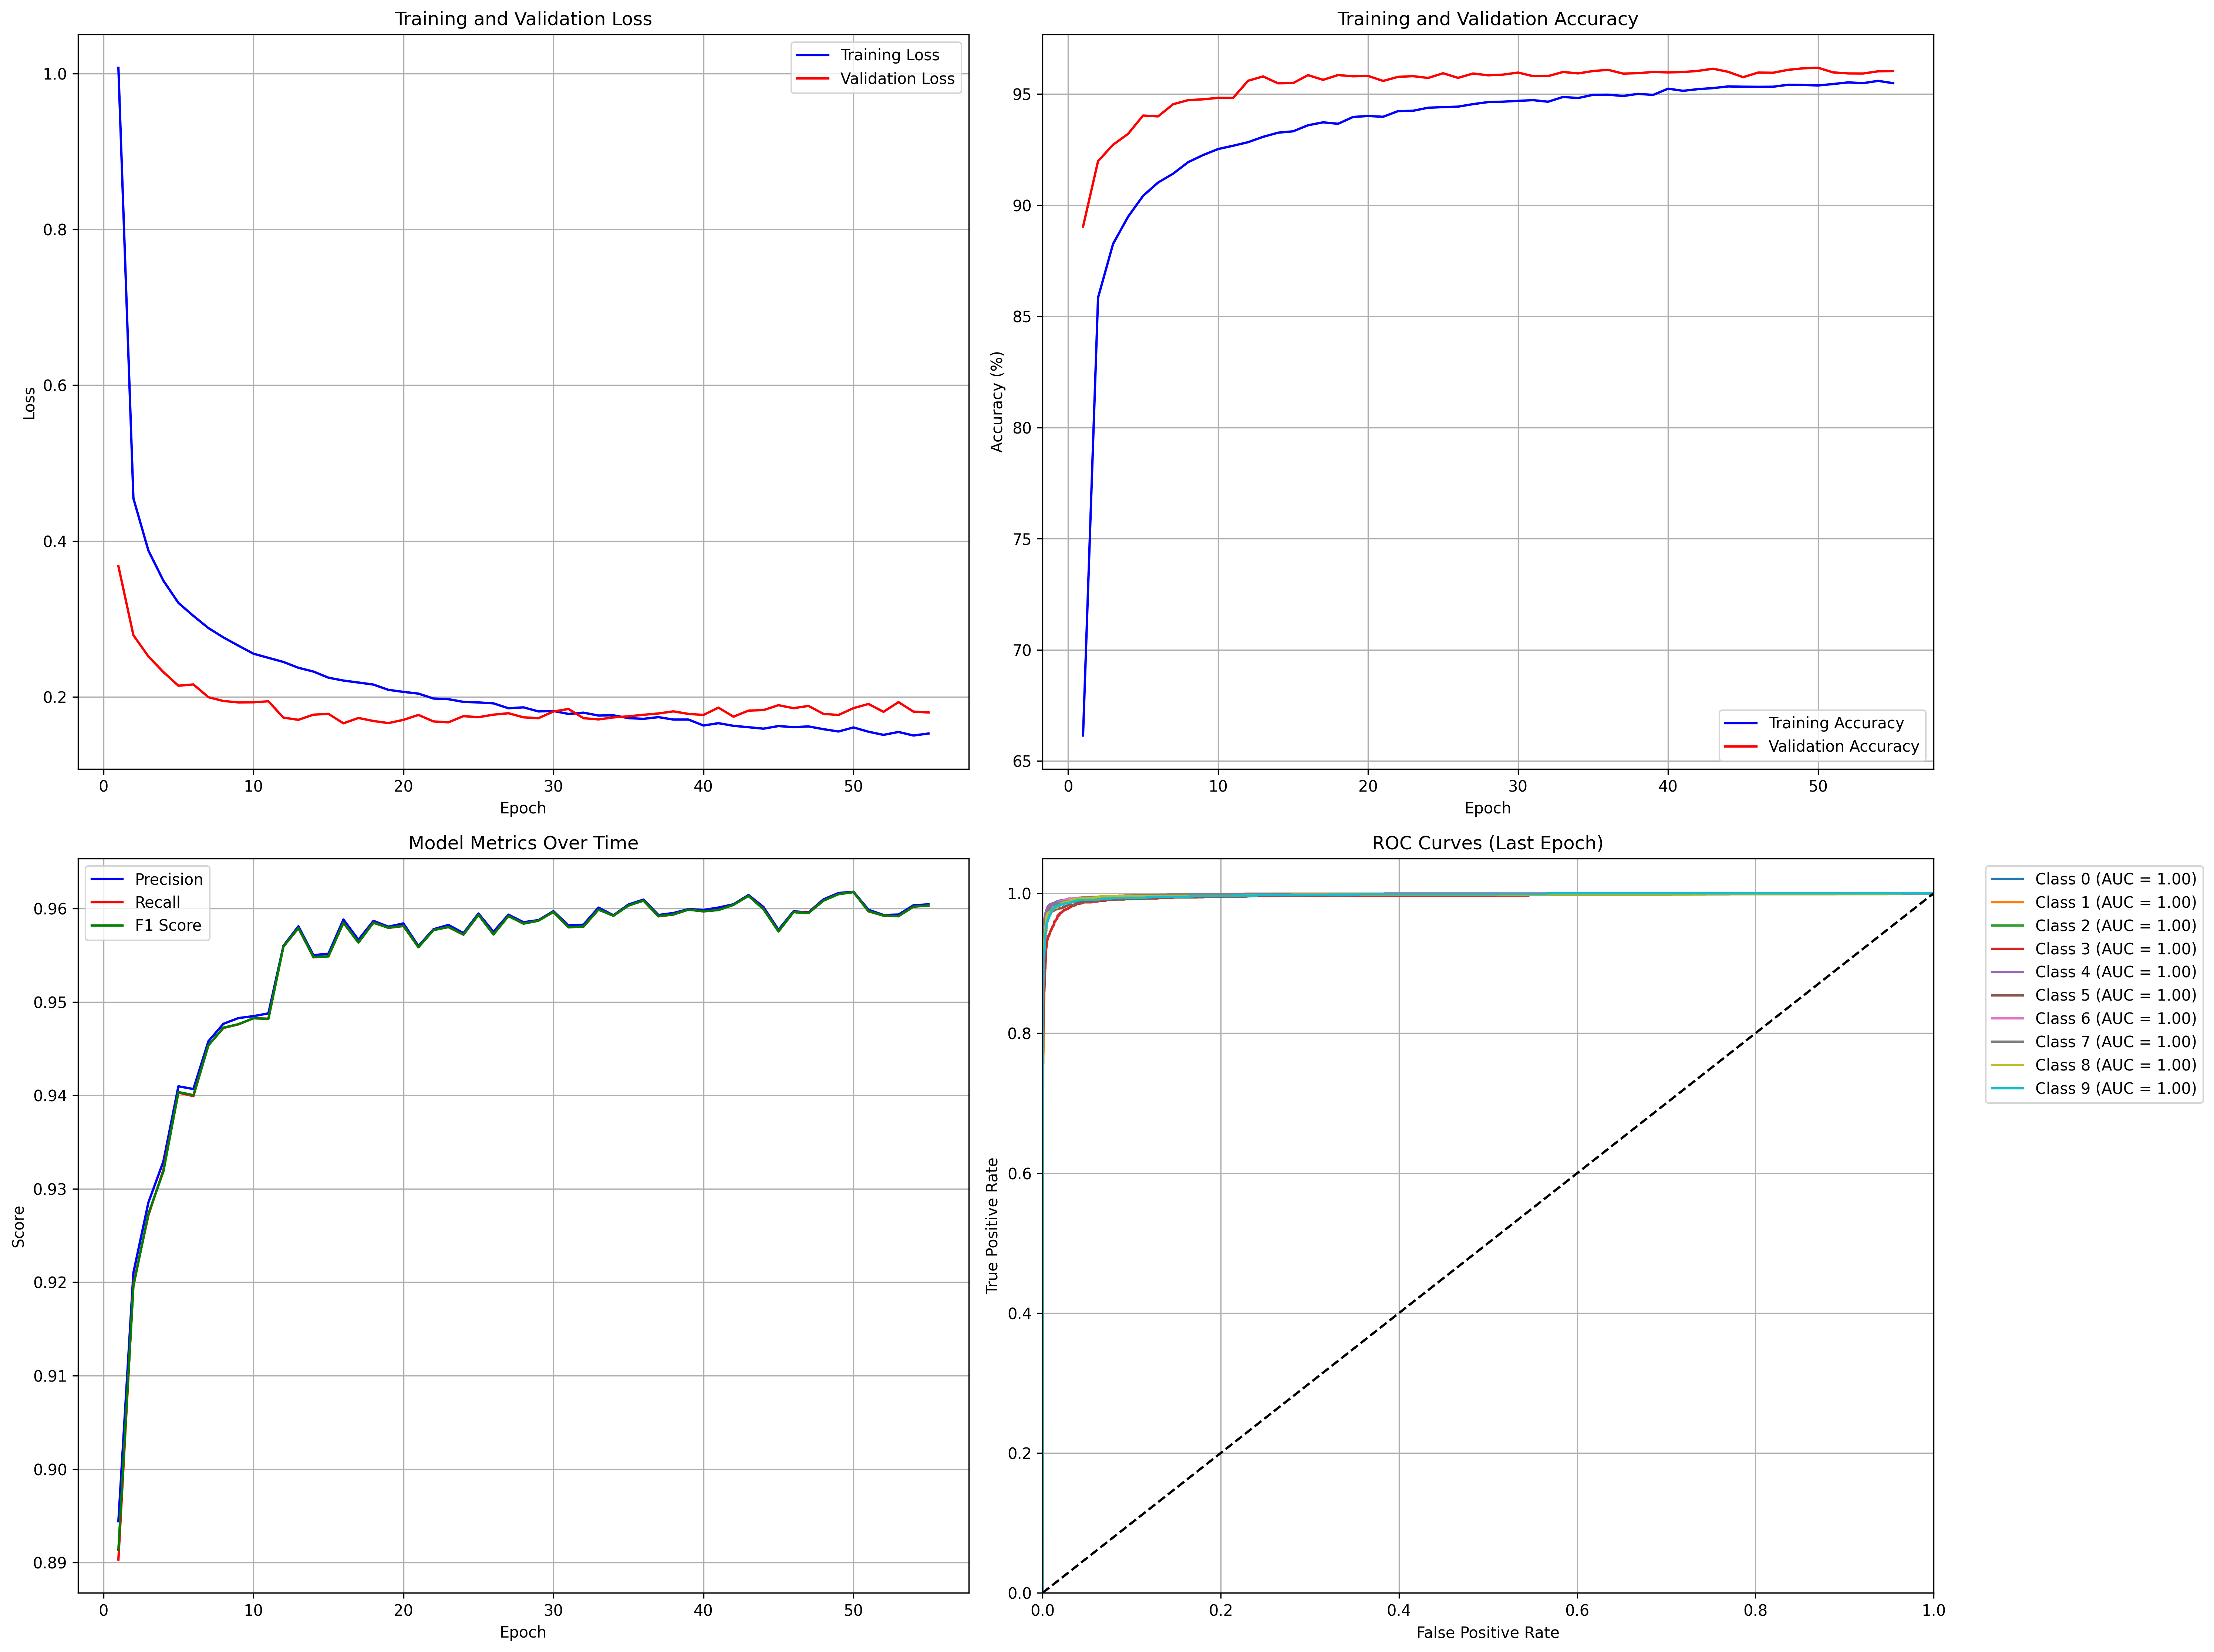 Training and Validation Loss
Training Loss
Validation Loss
1.0
0.8
0.6
0.4
0.2
Loss
0 10 20 30 40 50
Epoch
Training and Validation Accuracy
95
90
85
80
75
70
65
Accuracy (%)
Training Accuracy
Validation Accuracy
0 10 20 30 40 50
Epoch
Model Metrics Over Time
Precision
Recall
F1 Score
0.96
0.95
0.94
0.93
0.92
0.91
0.90
0.89
Score
0 10 20 30 40 50
Epoch
ROC Curves (Last Epoch)
1.0
0.8
0.6
0.4
0.2
0.0
True Positive Rate
0.0 0.2 0.4 0.6 0.8 1.0
False Positive Rate
Class 0 (AUC = 1.00)
Class 1 (AUC = 1.00)
Class 2 (AUC = 1.00)
Class 3 (AUC = 1.00)
Class 4 (AUC = 1.00)
Class 5 (AUC = 1.00)
Class 6 (AUC = 1.00)
Class 7 (AUC = 1.00)
Class 8 (AUC = 1.00)
Class 9 (AUC = 1.00)